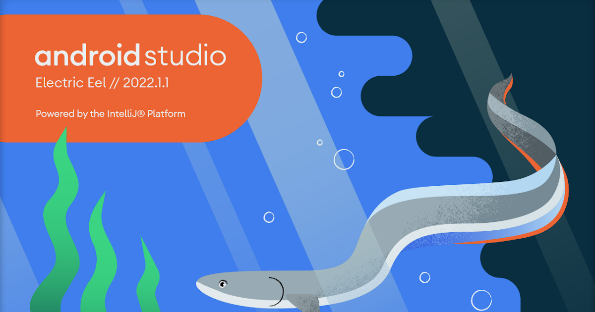 android studio
Electric Eel // 2022.1.1
Powered by the IntelliJ® Platform